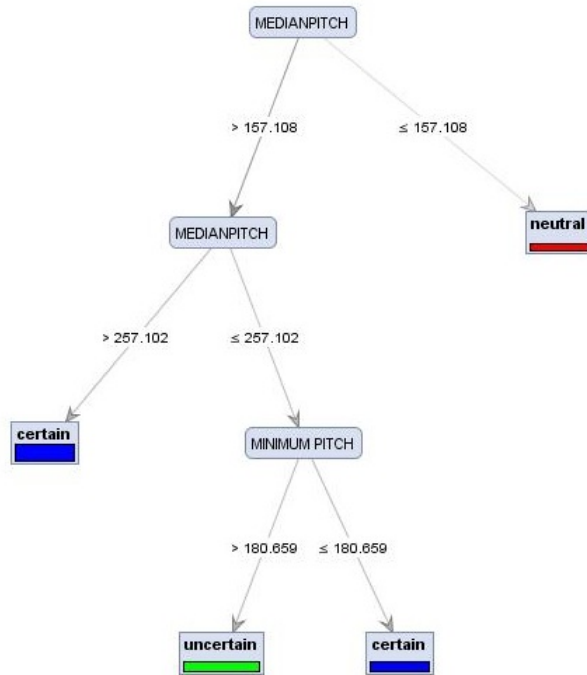 MEDIANPITCH
> 157.108
≤ 157.108
MEDIANPITCH
neutral
> 257.102
≤ 257.102
certain
MINIMUM PITCH
> 180.659
≤ 180.659
uncertain
certain